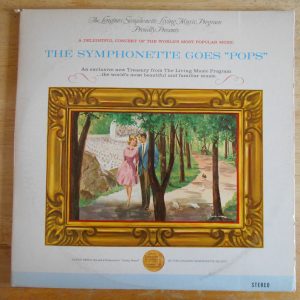 The Longines Symphonette Living Music Program
Proudly Presents
A DELIGHTFUL CONCERT OF THE WORLD'S MOST POPULAR MUSIC
THE SYMPHONETTE GOES "POPS"
An exclusive new Treasury from The Living Music Program
...the world's most beautiful and familiar music.
STEREO